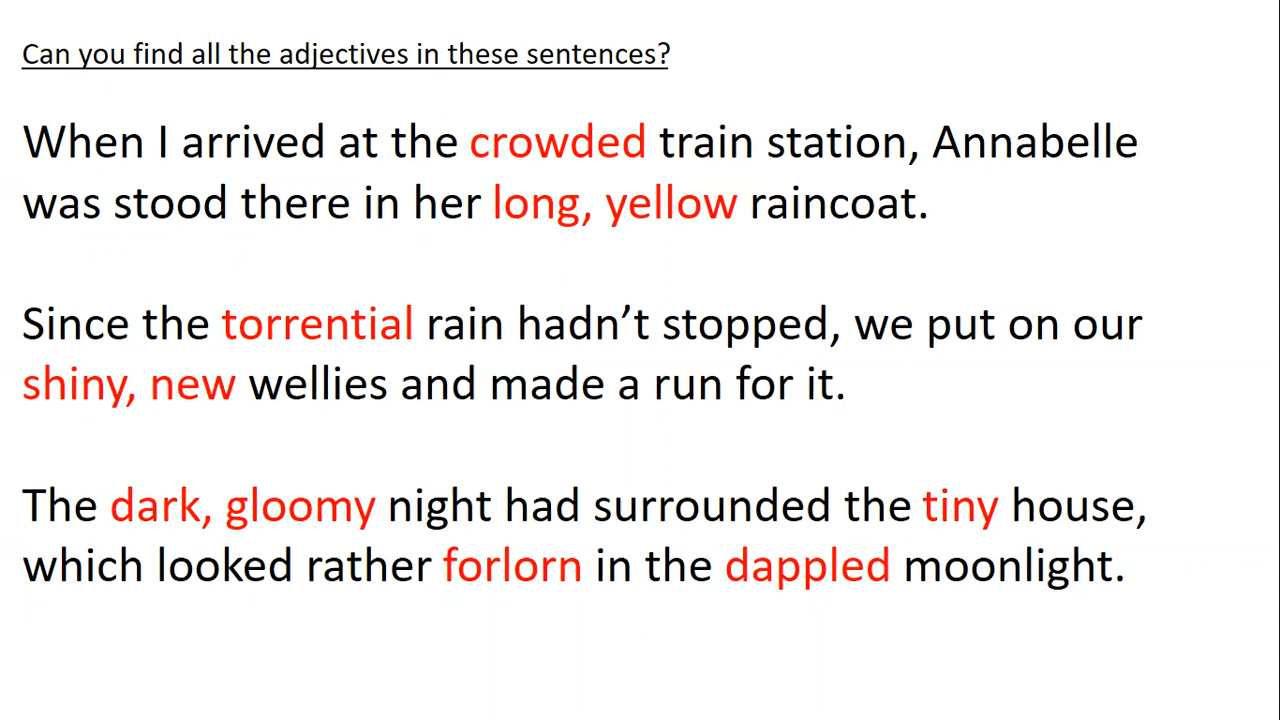 Can you find all the adjectives in these sentences?
When I arrived at the crowded train station, Annabelle
was stood there in her long, yellow raincoat.
Since the torrential rain hadn’t stopped, we put on our
shiny, new wellies and made a run for it.
The dark, gloomy night had surrounded the tiny house,
which looked rather forlorn in the dappled moonlight.